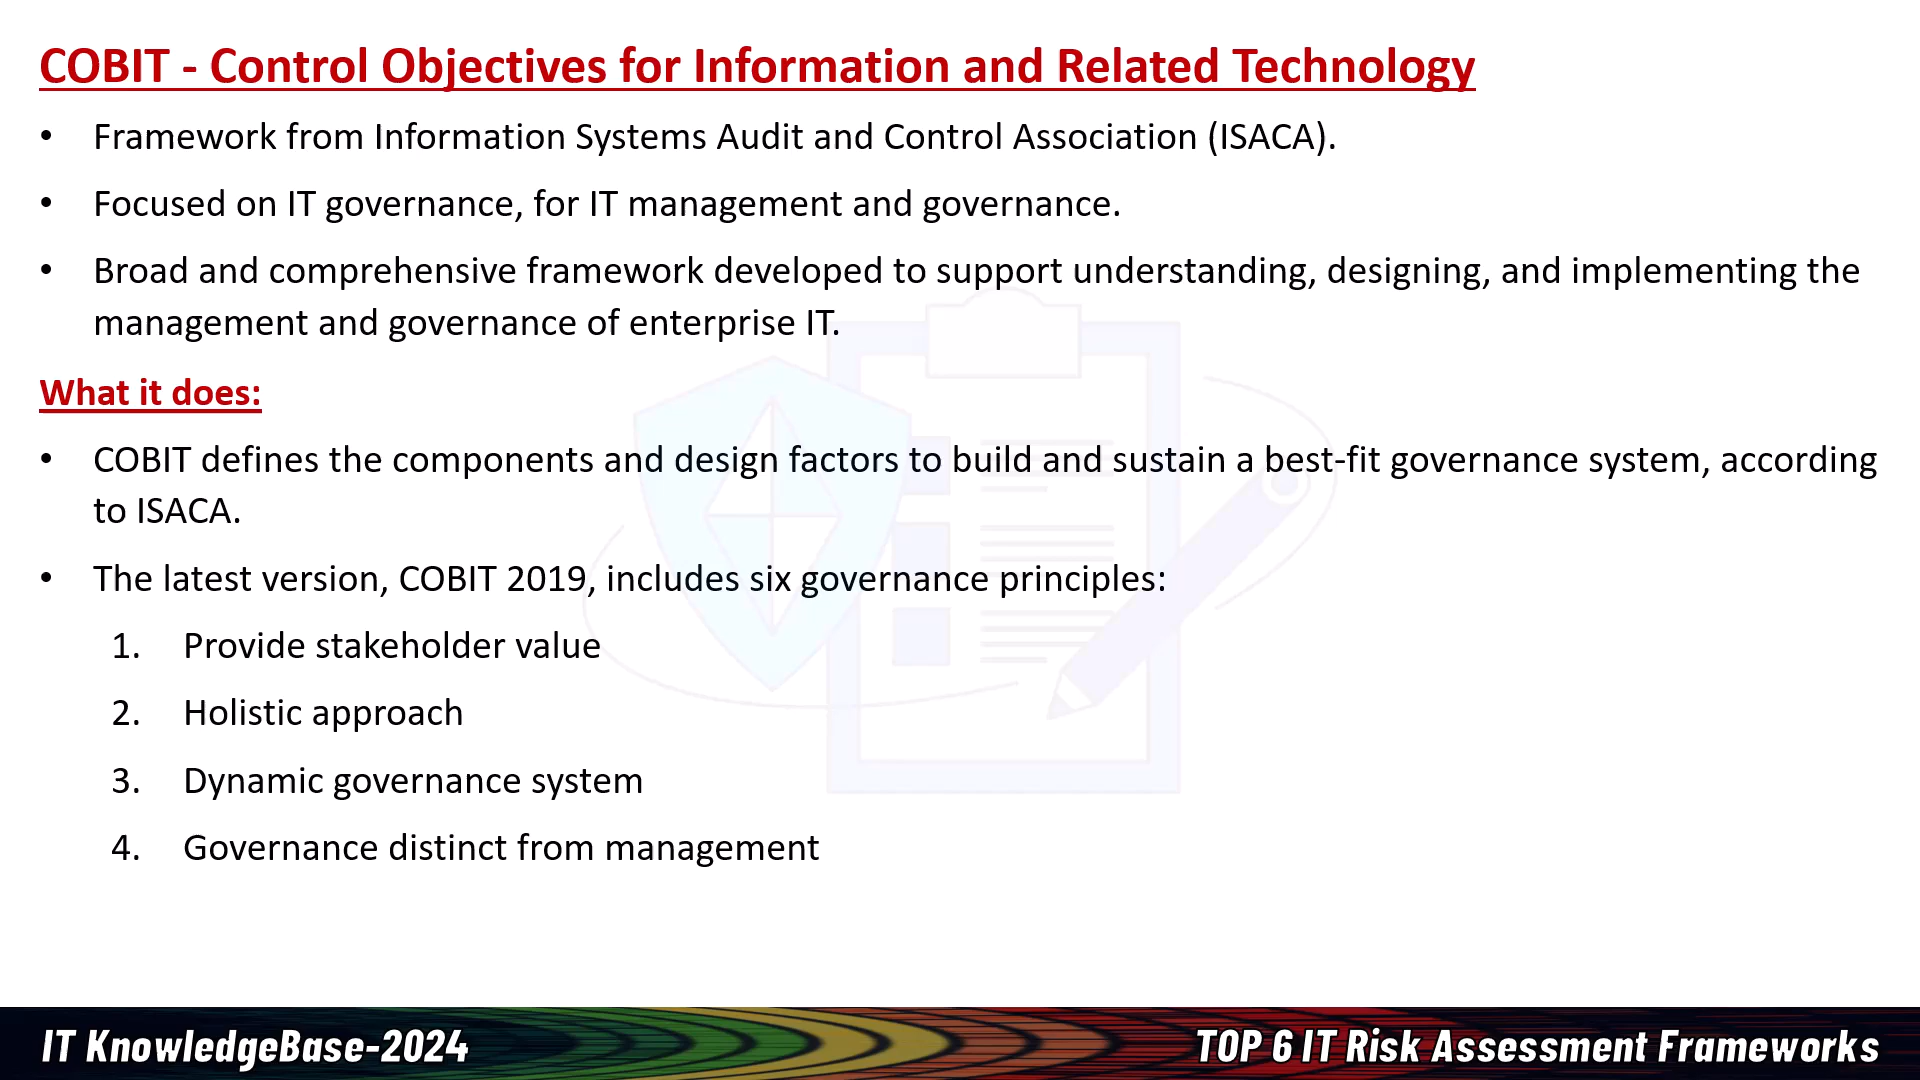 COBIT - Control Objectives for Information and Related Technology
• Framework from Information Systems Audit and Control Association (ISACA).
• Focused on IT governance, for IT management and governance.
• Broad and comprehensive framework developed to support understanding, designing, and implementing the
management and governance of enterprise IT.
What it does:
• COBIT defines the components and design factors to build and sustain a best-fit governance system, according
to ISACA.
• The latest version, COBIT 2019, includes six governance principles:
1. Provide stakeholder value
2. Holistic approach
3. Dynamic governance system
4. Governance distinct from management
IT KnowledgeBase-2024
TOP 6 IT Risk Assessment Frameworks